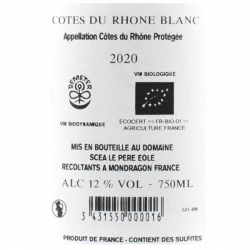 COTES DU RHONE BLANC
Appellation Côtes du Rhône Protégée
2020
DEMETER
VIN BIOLOGIQUE
VIN BIODYNAMIQUE
ECOCERT «FR-BIO-01»
AGRICULTURE FRANCE
MIS EN BOUTEILLE AU DOMAINE
SCEA LE PERE EOLE
RECOLTANTS A MONDRAGON FRANCE
ALC 12 % VOL - 750ML
3 431550 000016
PRODUIT DE FRANCE - CONTIENT DES SULFITES